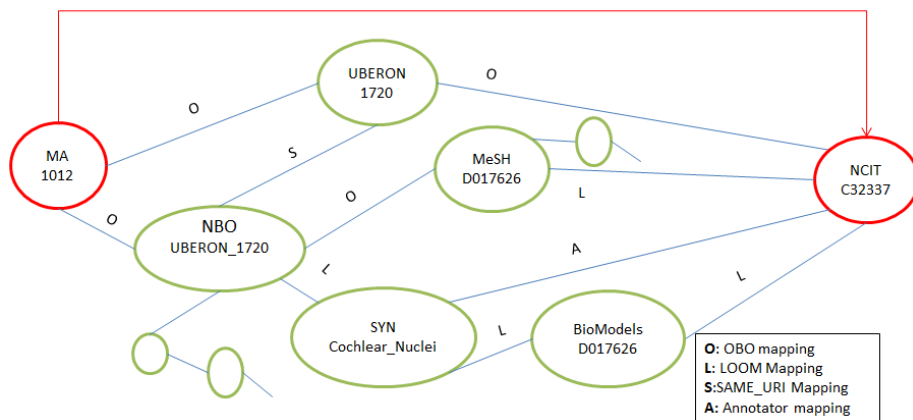 UBERON
1720
O
O
MA
1012
S
MeSH
D017626
NCIT
C32337
O
L
O
NBO
UBERON_1720
A
L
L
SYN
Cochlear_Nuclei
L
BioModels
D017626
O: OBO mapping
L: LOOM Mapping
S:SAME_URI Mapping
A: Annotator mapping